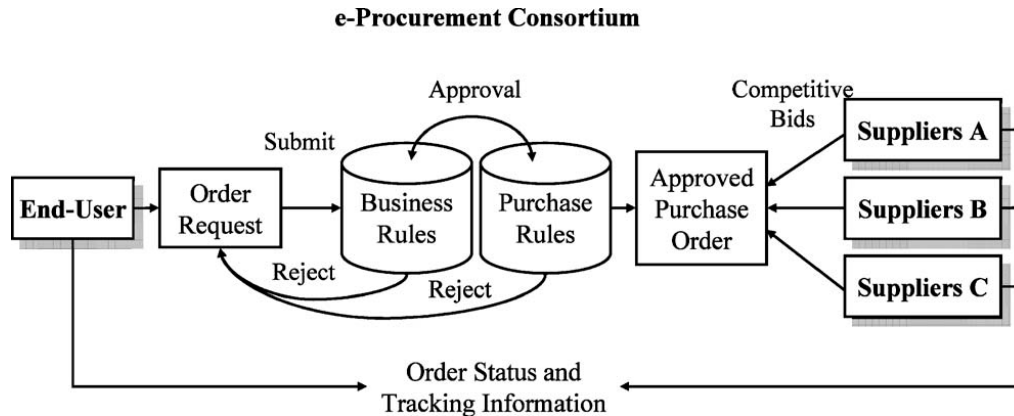 e-Procurement Consortium
Approval
Competitive
Bids
Submit
Suppliers A
End-User
Order
Request
Business
Rules
Purchase
Rules
Approved
Purchase
Order
Suppliers B
Reject
Reject
Suppliers C
Order Status and
Tracking Information